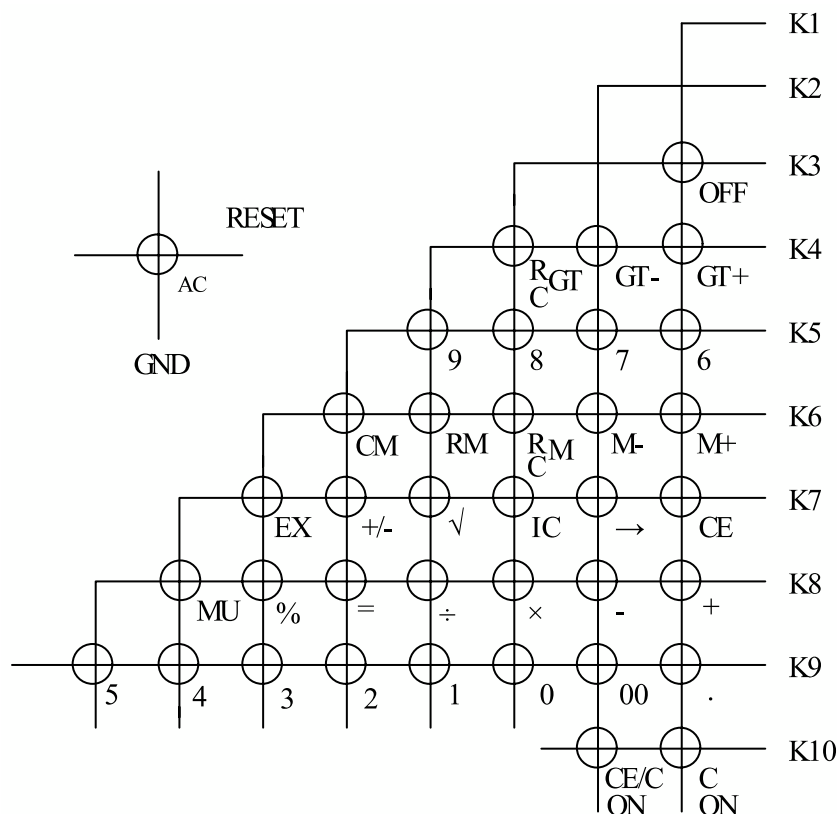 K1
K2
K3
OFF
RESET
AC
GND
K4
R
C GT GT- GT+
K5
9 8 7 6
K6
CM RM R
C M M- M+
K7
EX +/- √ IC → CE
K8
MU % = ÷ × - +
K9
5 4 3 2 1 0 00 .
K10
CE/C C
ON ON